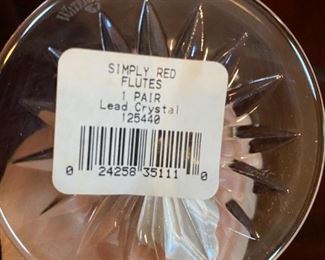 SIMPLY RED
FLUTES
1 PAIR
Lead Crystal
125440
0 24258 35111 0